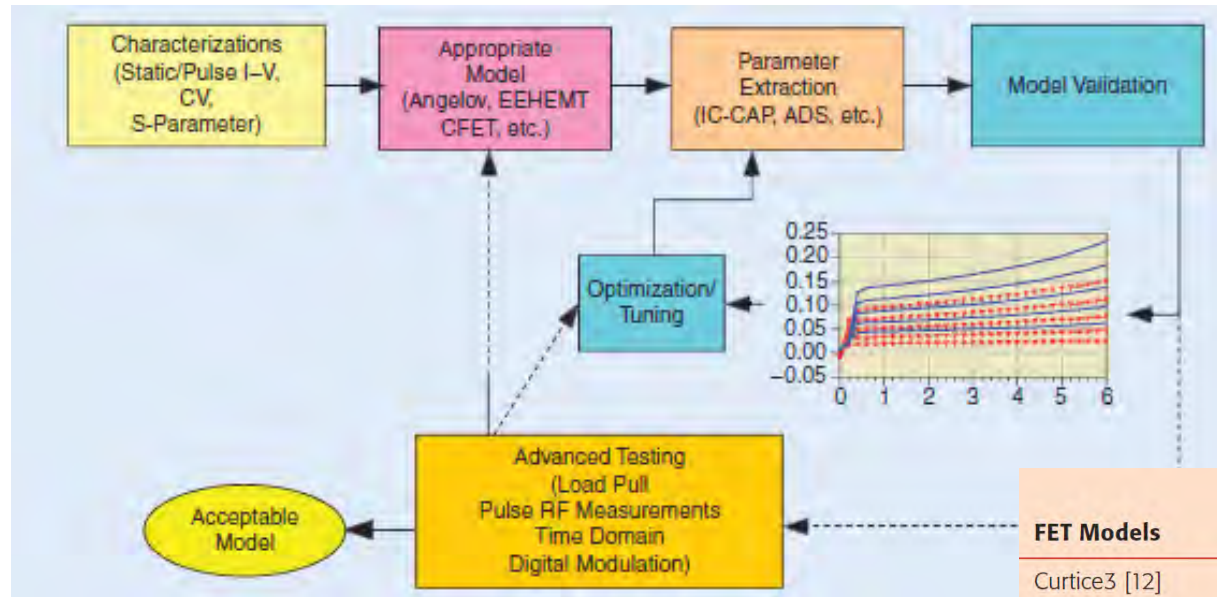 Characterizations
(Static/Pulse I–V,
CV,
S-Parameter)
Appropriate
Model
(Angelov, EEHEMT
CFET, etc.)
Parameter
Extraction
(IC-CAP, ADS, etc.)
Model Validation
Optimization/
Tuning
0.25
0.20
0.15
0.10
0.05
0.00
−0.05
0 1 2 3 4 5 6
Advanced Testing
(Load Pull
Pulse RF Measurements
Time Domain
Digital Modulation)
Acceptable
Model
FET Models
Curtice3 [12]